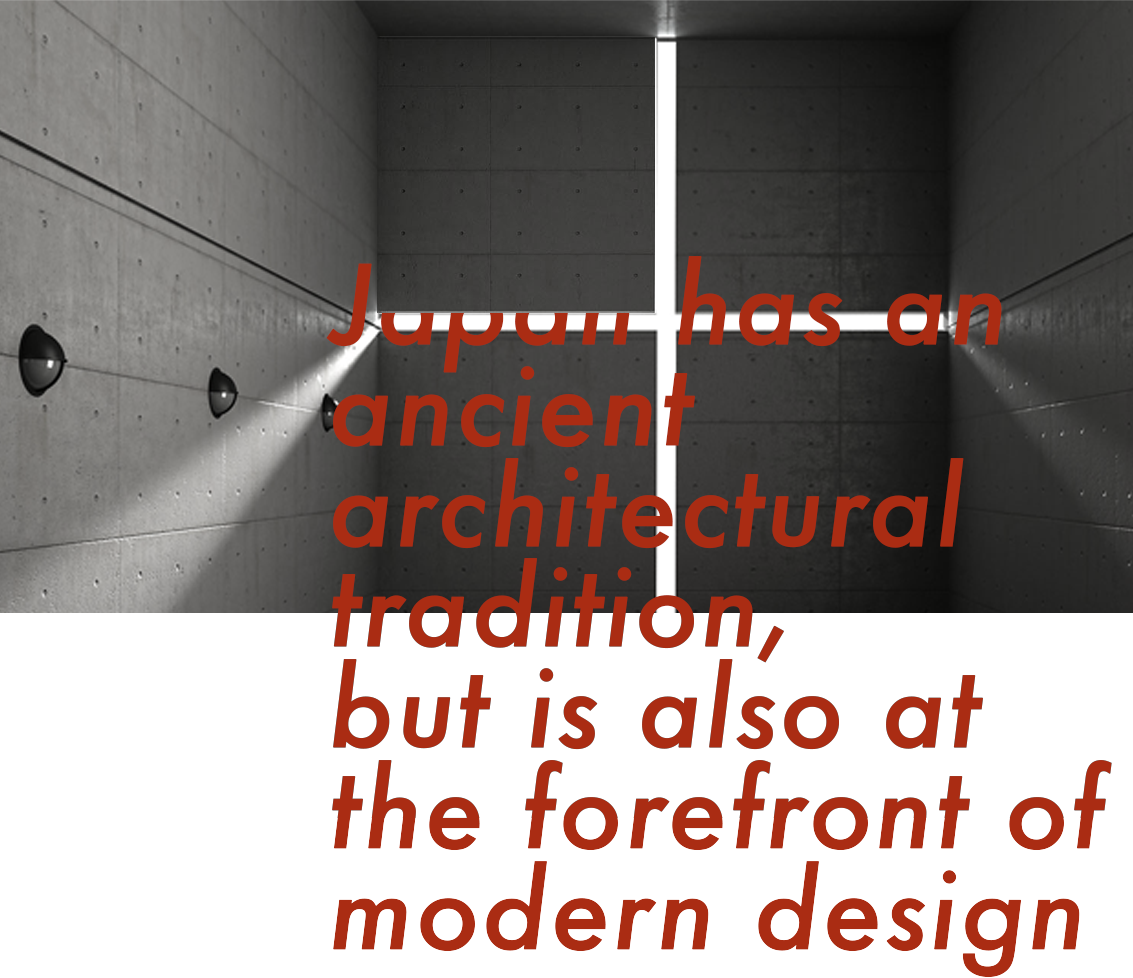 Japan has an
ancient
architectural
tradition,
but is also at
the forefront of
modern design